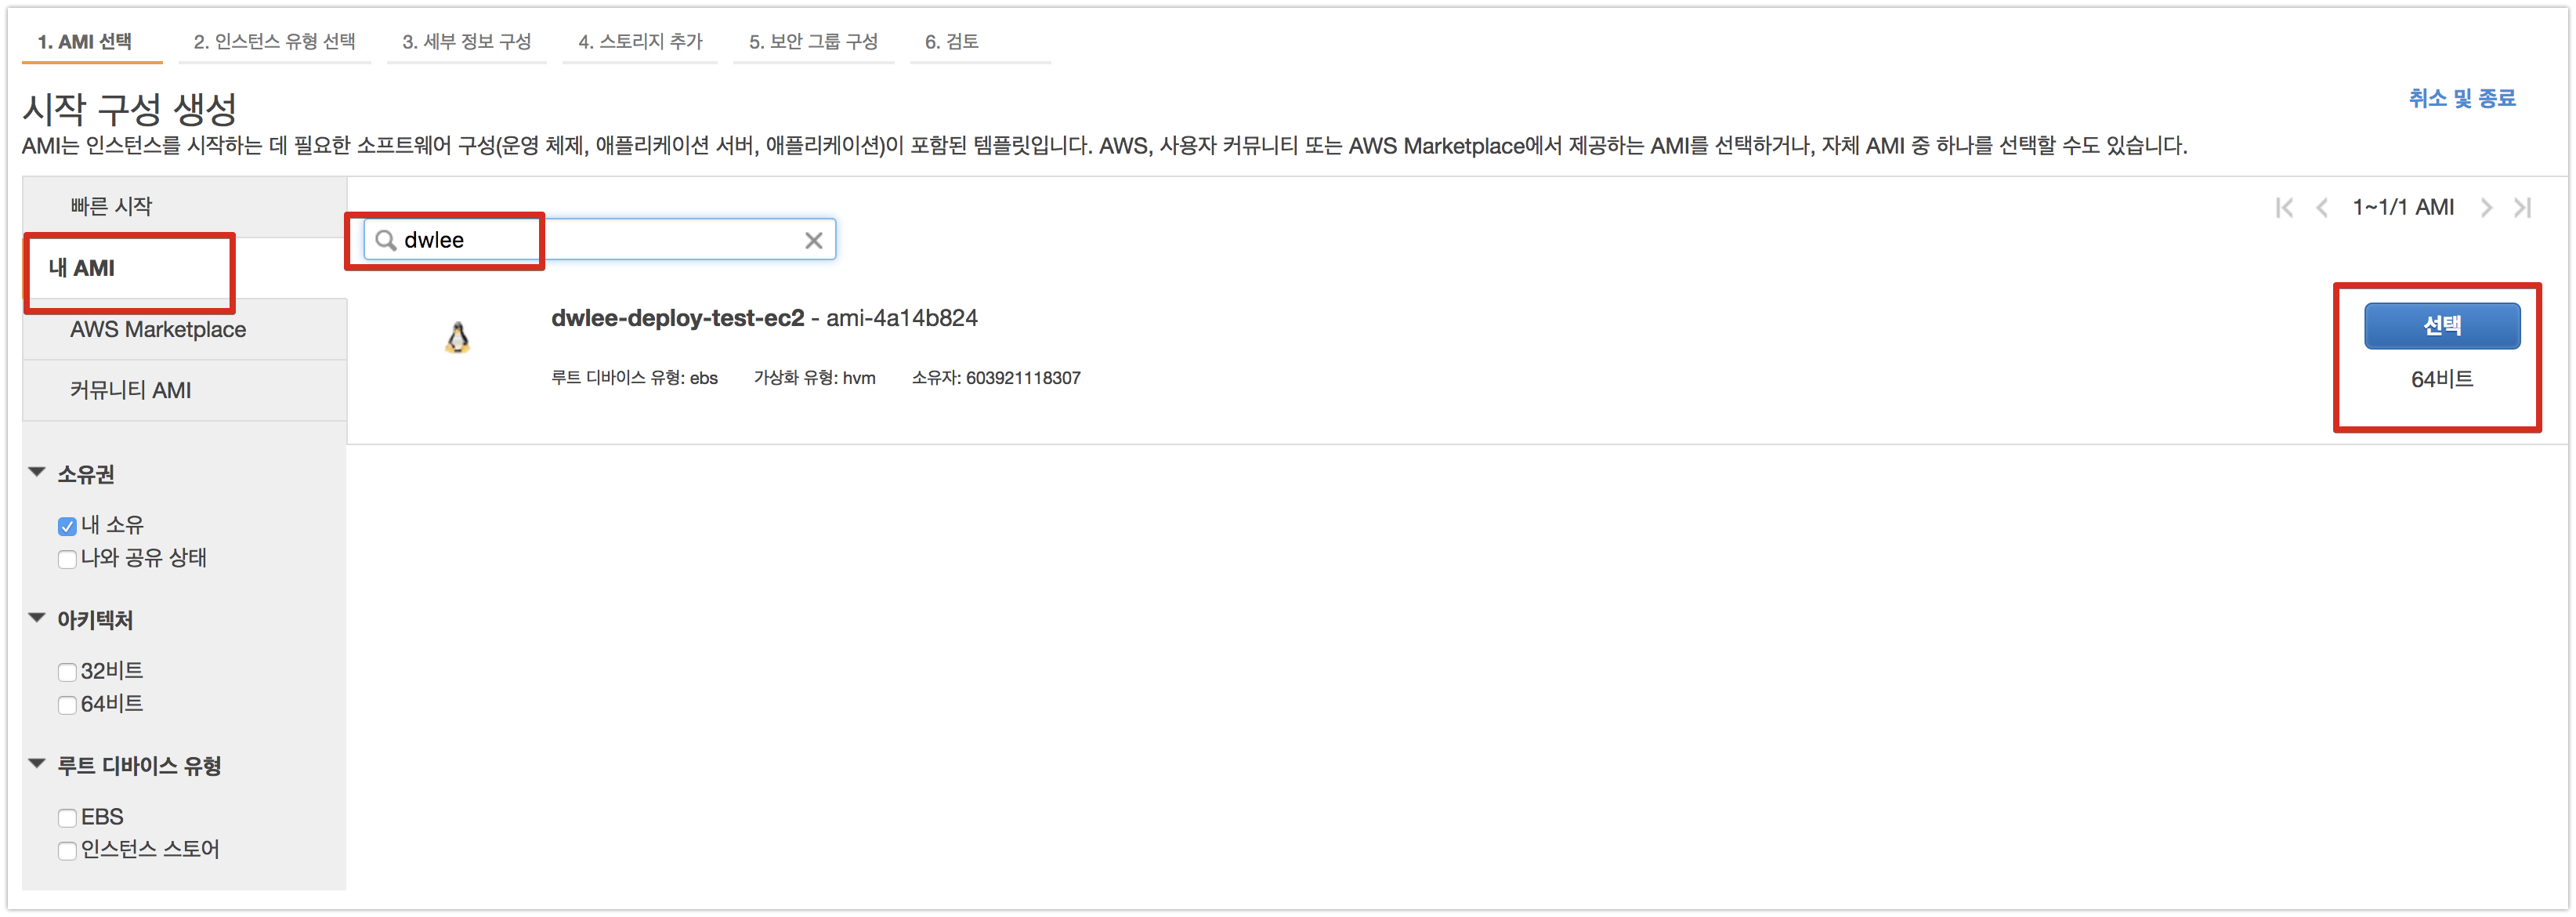 1. AMI 선택
2. 인스턴스 유형 선택
3. 세부 정보 구성
4. 스토리지 추가
5. 보안 그룹 구성
6. 검토
시작 구성 생성
취소 및 종료
AMI는 인스턴스를 시작하는 데 필요한 소프트웨어 구성(운영 체제, 애플리케이션 서버, 애플리케이션)이 포함된 템플릿입니다. AWS, 사용자 커뮤니티 또는 AWS Marketplace에서 제공하는 AMI를 선택하거나, 자체 AMI 중 하나를 선택할 수도 있습니다.
빠른 시작
내 AMI
AWS Marketplace
커뮤니티 AMI
소유권
내 소유
나와 공유 상태
아키텍처
32비트
64비트
루트 디바이스 유형
EBS
인스턴스 스토어
dwlee
1~1/1 AMI
dwlee-deploy-test-ec2 - ami-4a14b824
루트 디바이스 유형: ebs 가상화 유형: hvm 소유자: 603921118307
선택
64비트